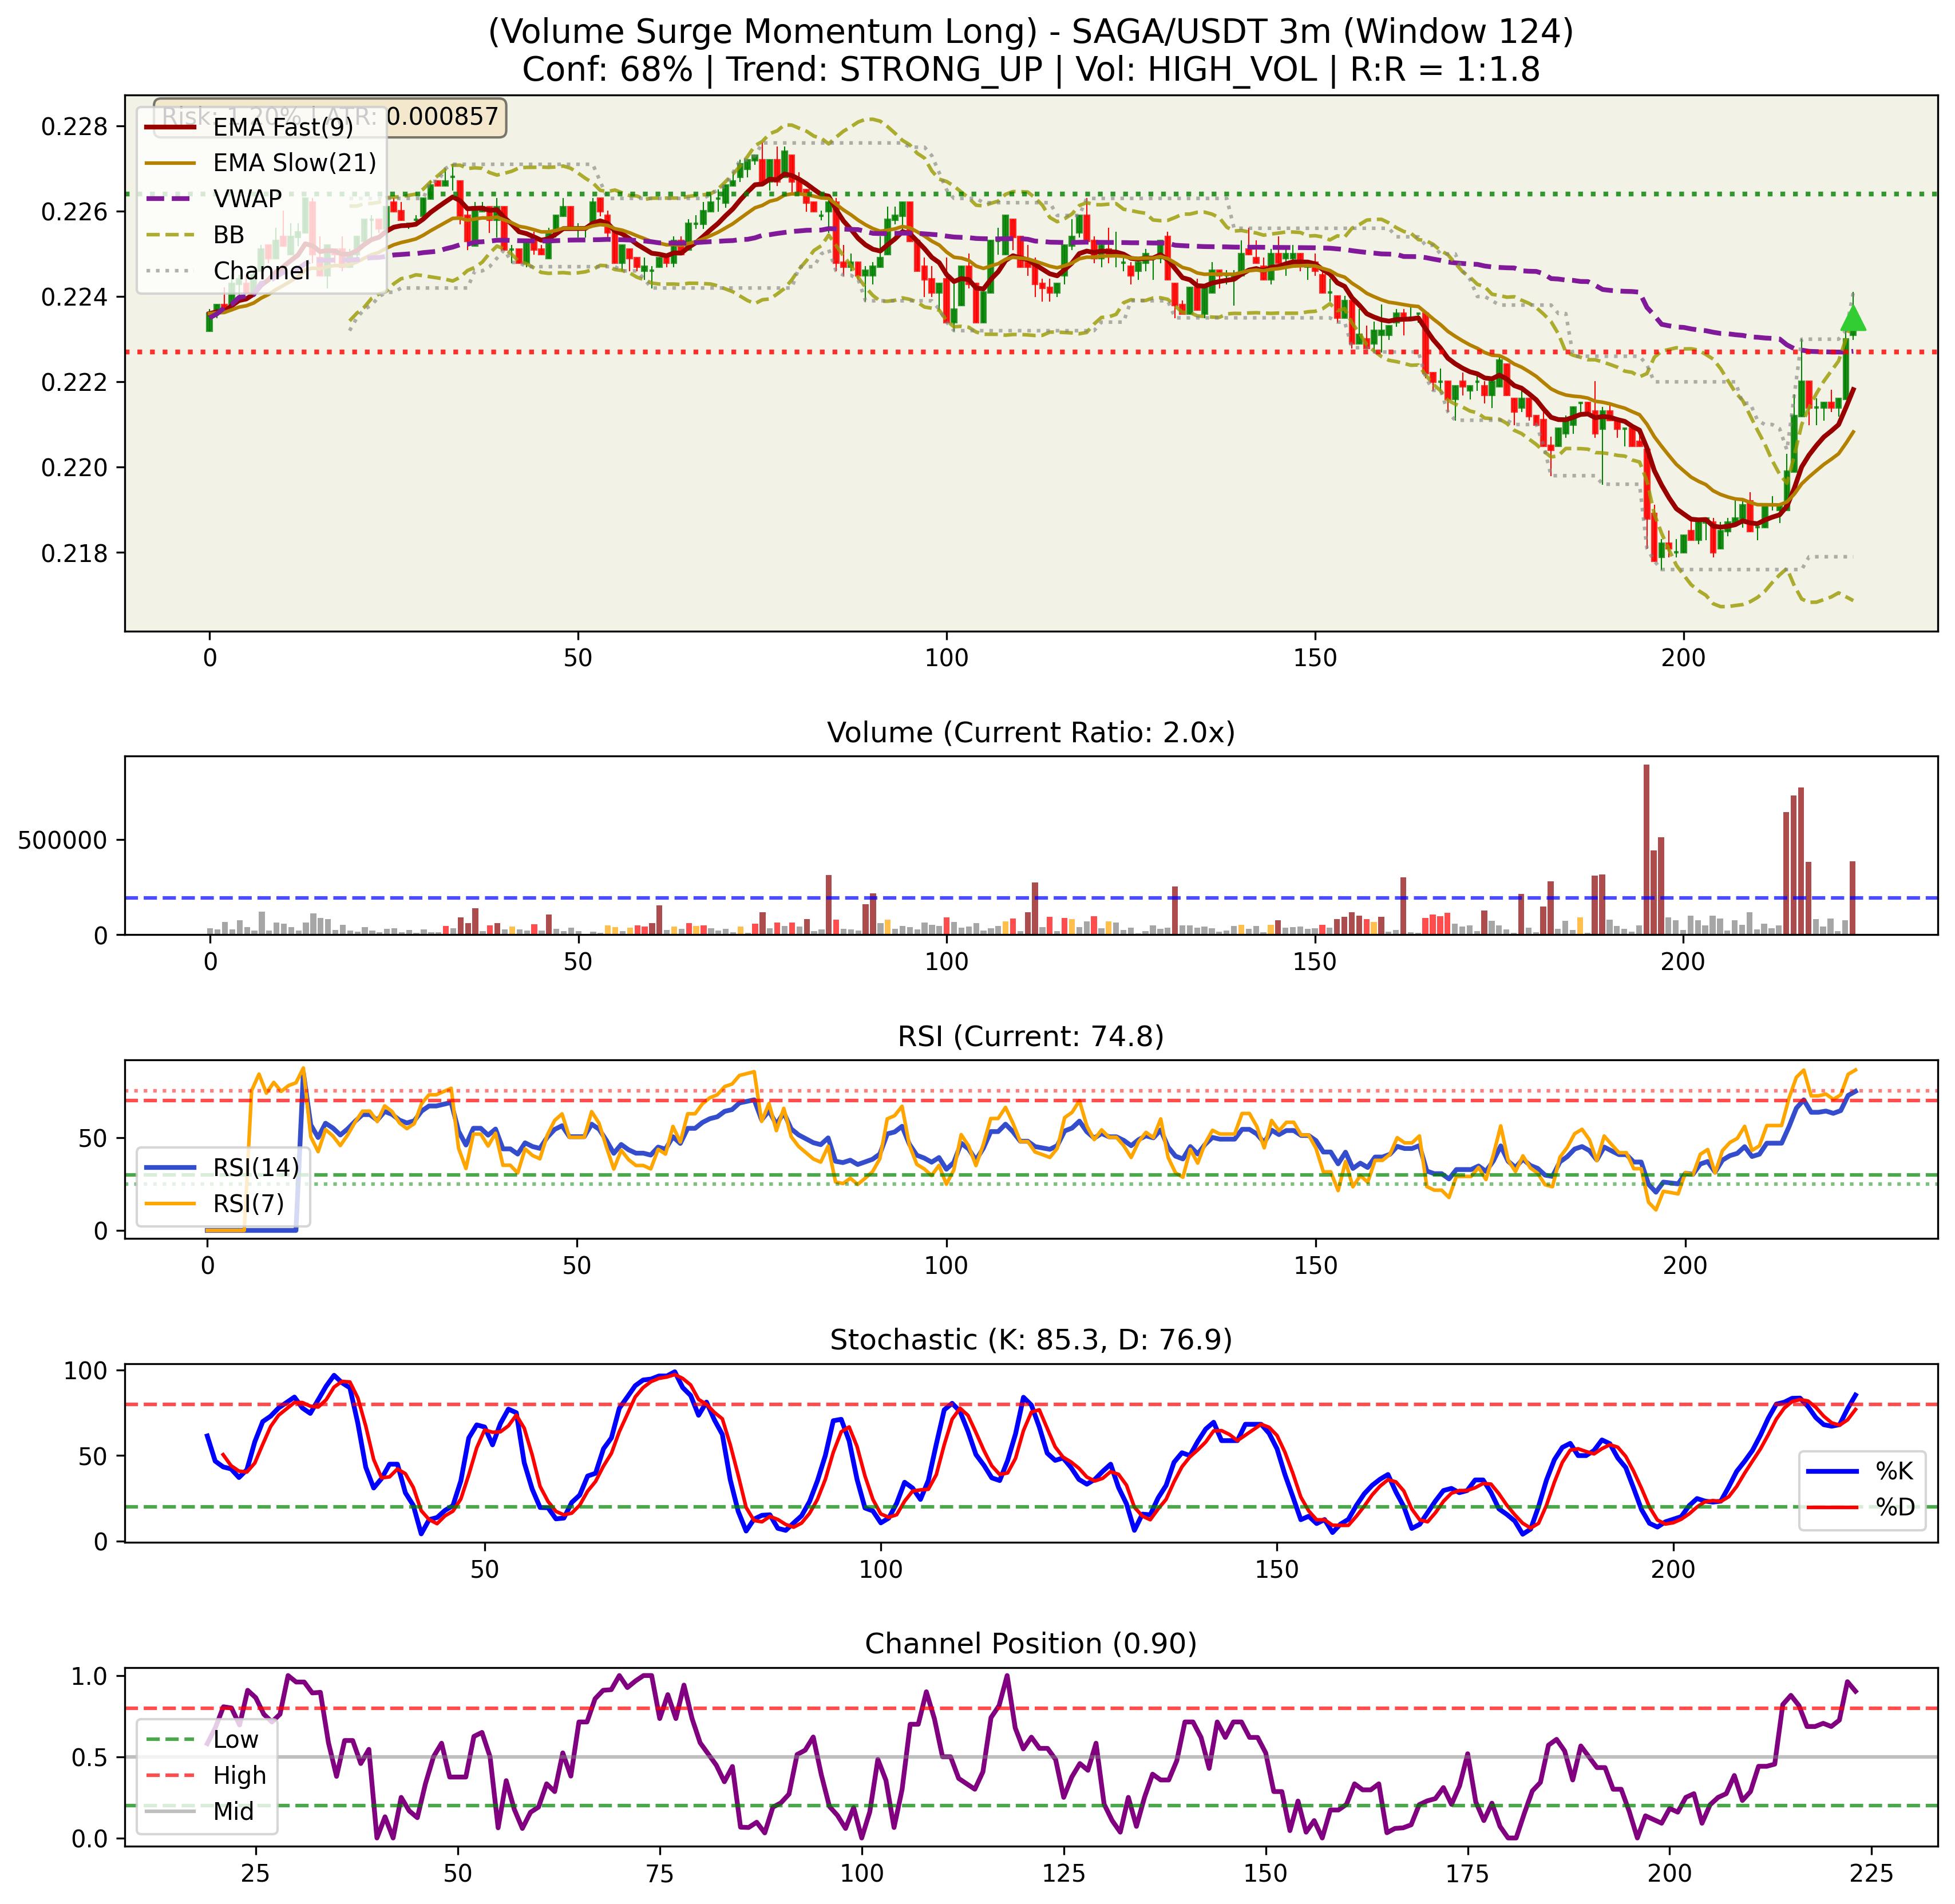 (Volume Surge Momentum Long) - SAGA/USDT 3m (Window 124)
Conf: 68% | Trend: STRONG_UP | Vol: HIGH_VOL | R:R = 1:1.8
Risk: 1.20% | ATR: 0.000857
EMA Fast(9)
EMA Slow(21)
VWAP
BB
Channel
0.228
0.226
0.224
0.222
0.220
0.218
0 50 100 150 200
Volume (Current Ratio: 2.0x)
500000
0
0 50 100 150 200
RSI (Current: 74.8)
50
0
RSI(14)
RSI(7)
0 50 100 150 200
Stochastic (K: 85.3, D: 76.9)
100
50
0
%K
%D
50 100 150 200
Channel Position (0.90)
1.0
0.5
0.0
Low
High
Mid
25 50 75 100 125 150 175 200 225